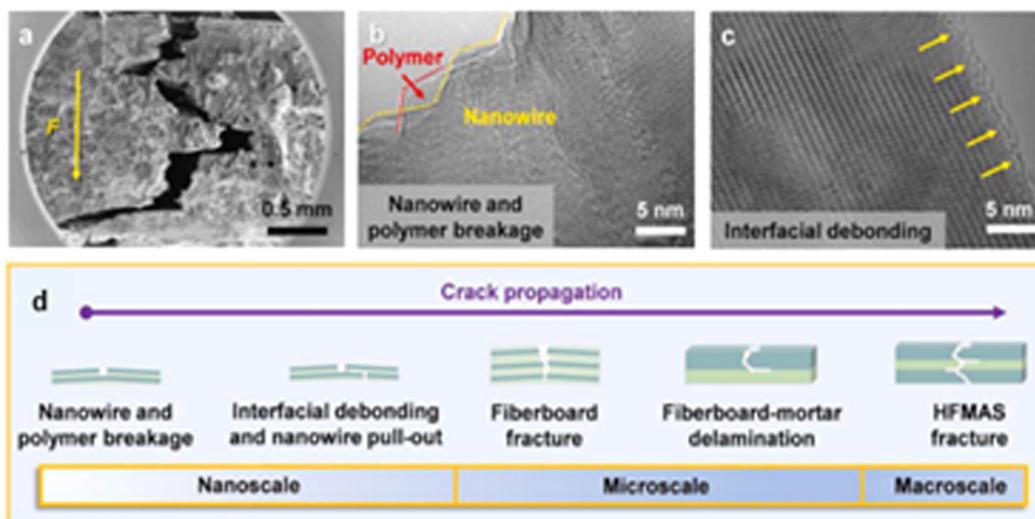 a
F
0.5 mm
b
Polymer
Nanowire
Nanowire and
polymer breakage
5 nm
c
Interfacial debonding
5 nm
d
Crack propagation
Nanowire and
polymer breakage
Interfacial debonding
and nanowire pull-out
Fiberboard
fracture
Fiberboard-mortar
delamination
HFMAS
fracture
Nanoscale
Microscale
Macroscale